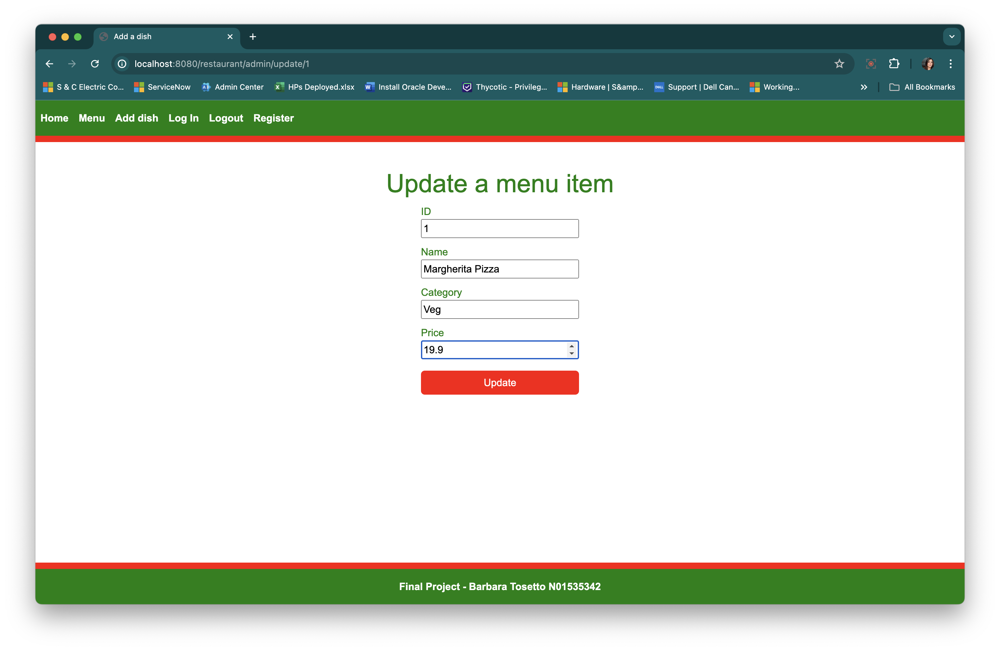 Add a dish
localhost:8080/restaurant/admin/update/1
S & C Electric Co... ServiceNow Admin Center HPs Deployed.xlsx Install Oracle Deve... Thycotic - Privileg... Hardware | S&amp... Support | Dell Can... Working... All Bookmarks
Home Menu Add dish Log In Logout Register
Update a menu item
ID
1
Name
Margherita Pizza
Category
Veg
Price
19.9
Update
Final Project - Barbara Tosetto N01535342